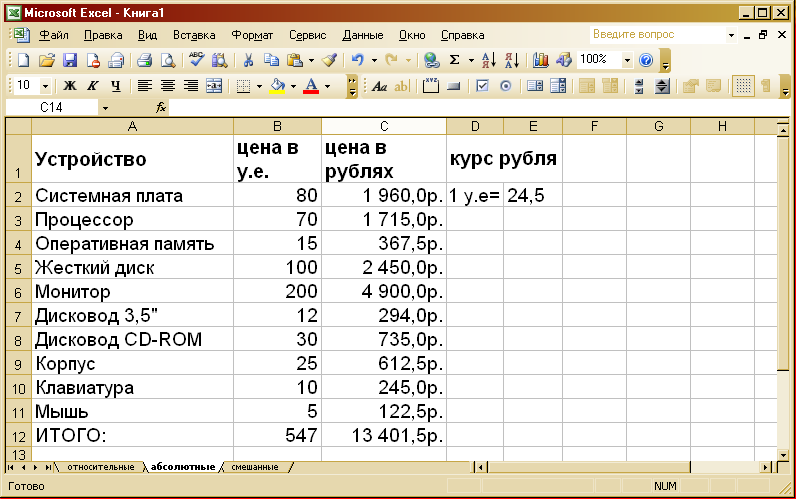 Microsoft Excel - Книга1
Файл Правка Вид Вставка Формат Сервис Данные Окно Справка Введите вопрос
100%
10 Ж К Ч
C14 fx
A B C D E F G H
1 Устройство цена в у.е. цена в рублях курс рубля
2 Системная плата 80 1 960,0р. 1 у.е= 24,5
3 Процессор 70 1 715,0р.
4 Оперативная память 15 367,5р.
5 Жесткий диск 100 2 450,0р.
6 Монитор 200 4 900,0р.
7 Дисковод 3,5" 12 294,0р.
8 Дисковод CD-ROM 30 735,0р.
9 Корпус 25 612,5р.
10 Клавиатура 10 245,0р.
11 Мышь 5 122,5р.
12 ИТОГО: 547 13 401,5р.
13
относительные абсолютные смешанные
Готово NUM